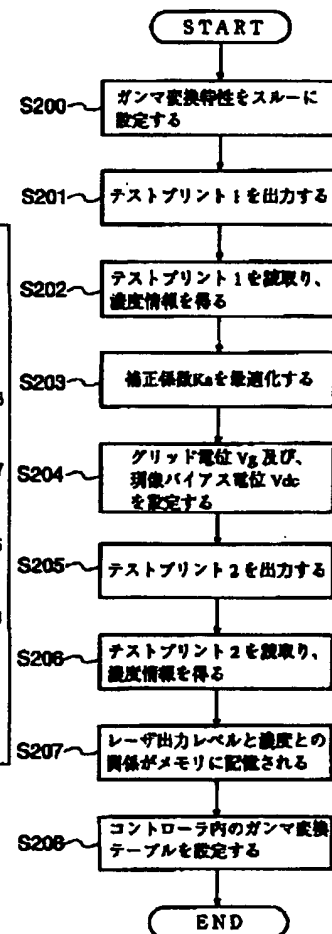 START
S200
ガンマ変換特性をスルーに
設定する
S201
テストプリント1を出力する
S202
テストプリント1を読取り、
濃度情報を得る
S203
補正係数Kaを最適化する
S204
グリッド電位 Vg 及び、
現像バイアス電位 Vdc
を設定する
S205
テストプリント2を出力する
S206
テストプリント2を読取り、
濃度情報を得る
S207
レーザ出力レベルと濃度との
関係がメモリに記憶される
S208
コントローラ内のガンマ変換
テーブルを設定する
END